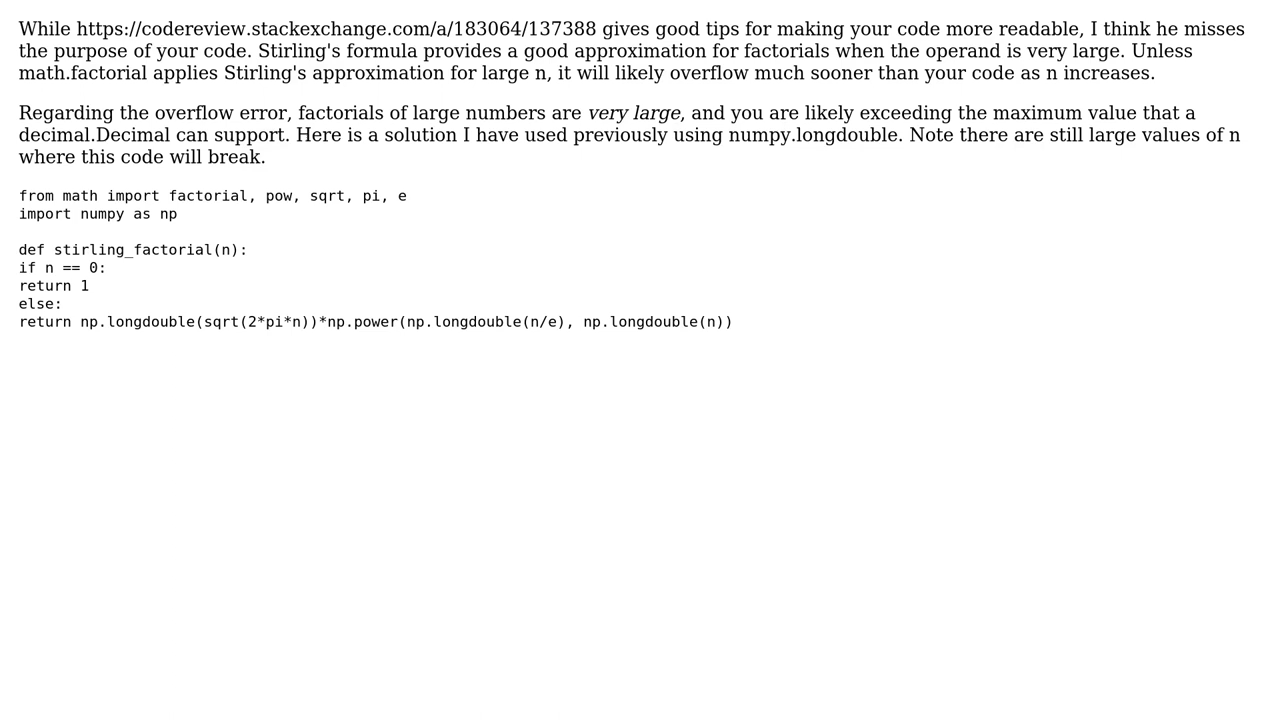 While https://codereview.stackexchange.com/a/183064/137388 gives good tips for making your code more readable, I think he misses
the purpose of your code. Stirling's formula provides a good approximation for factorials when the operand is very large. Unless
math.factorial applies Stirling's approximation for large n, it will likely overflow much sooner than your code as n increases.
Regarding the overflow error, factorials of large numbers are very large, and you are likely exceeding the maximum value that a
decimal.Decimal can support. Here is a solution I have used previously using numpy.longdouble. Note there are still large values of n
where this code will break.
from math import factorial, pow, sqrt, pi, e
import numpy as np
def stirling_factorial(n):
if n == 0:
return 1
else:
return np.longdouble(sqrt(2*pi*n))*np.power(np.longdouble(n/e), np.longdouble(n))